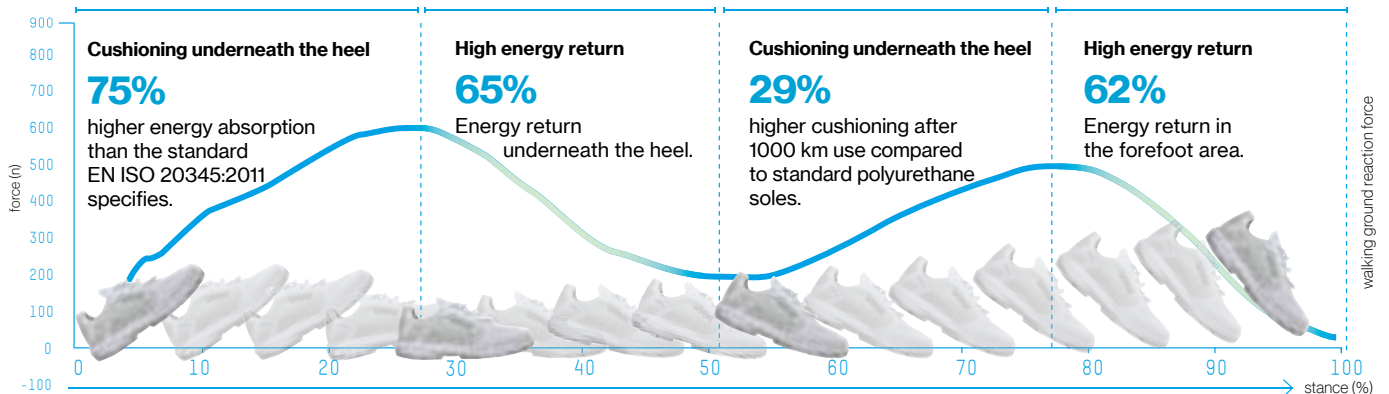 900
800
700
600
500
400
300
200
100
0
-100
force (n)
Cushioning underneath the heel
75%
higher energy absorption
than the standard
EN ISO 20345:2011
specifies.
High energy return
65%
Energy return
underneath the heel.
Cushioning underneath the heel
29%
higher cushioning after
1000 km use compared
to standard polyurethane
soles.
High energy return
62%
Energy return in
the forefoot area.
walking ground reaction force
0 10 20 30 40 50 60 70 80 90 100
stance (%)